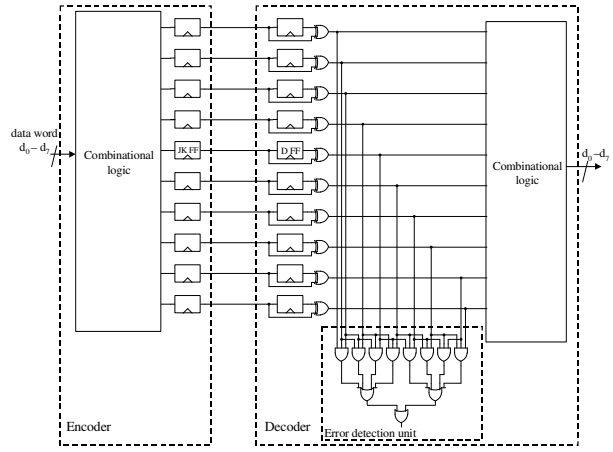 data word
d0–d7
Combinational
logic
JK FF
D FF
Combinational
logic
d0–d7
Encoder
Decoder
Error detection unit